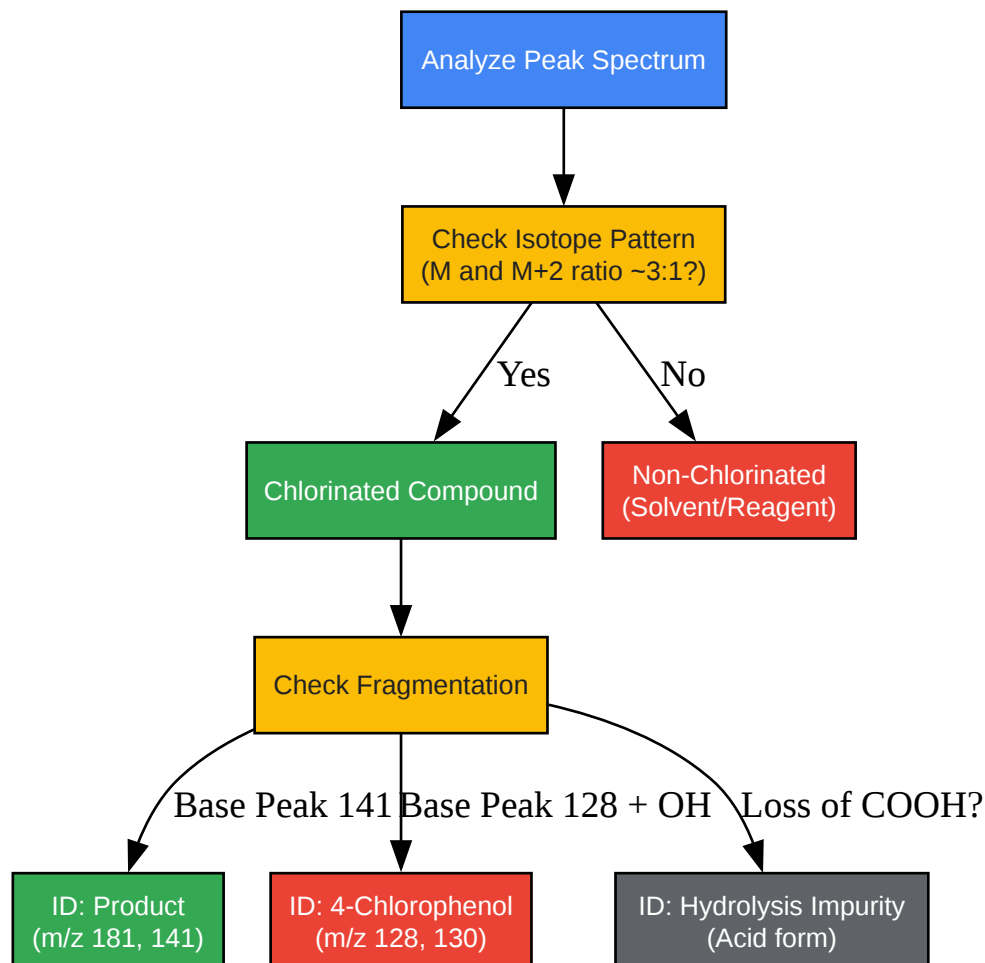 Analyze Peak Spectrum
Check Isotope Pattern
(M and M+2 ratio ~3:1?)
Yes
No
Chlorinated Compound
Non-Chlorinated
(Solvent/Reagent)
Check Fragmentation
Base Peak 141
Base Peak 128 + OH
Loss of COOH?
ID: Product
(m/z 181, 141)
ID: 4-Chlorophenol
(m/z 128, 130)
ID: Hydrolysis Impurity
(Acid form)